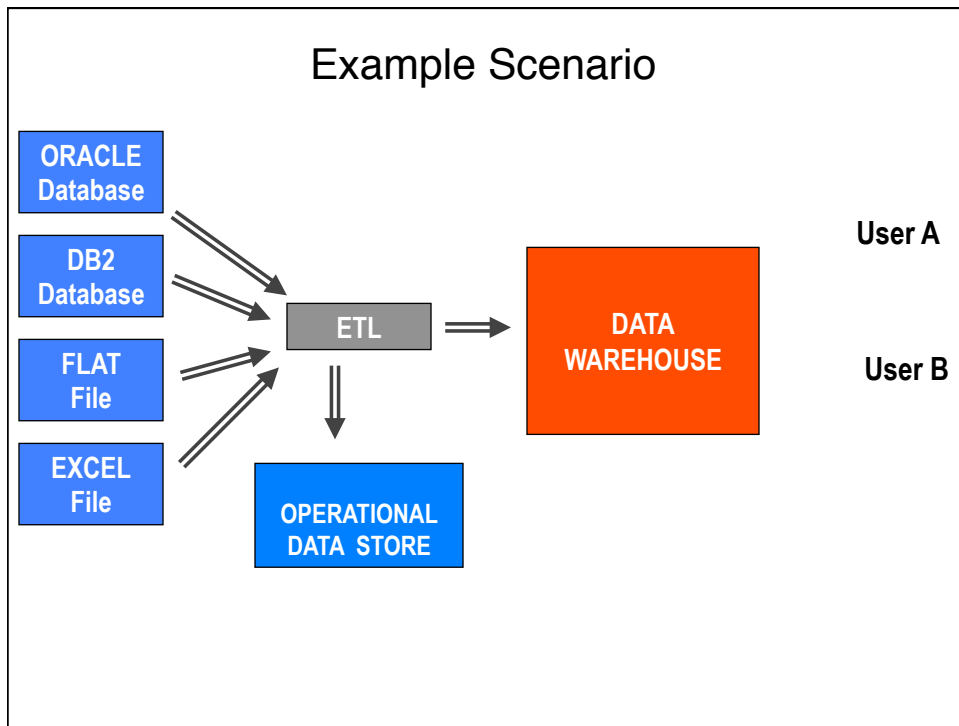 Example Scenario
ORACLE
Database
DB2
Database
FLAT
File
EXCEL
File
ETL
OPERATIONAL
DATA STORE
DATA
WAREHOUSE
User A
User B